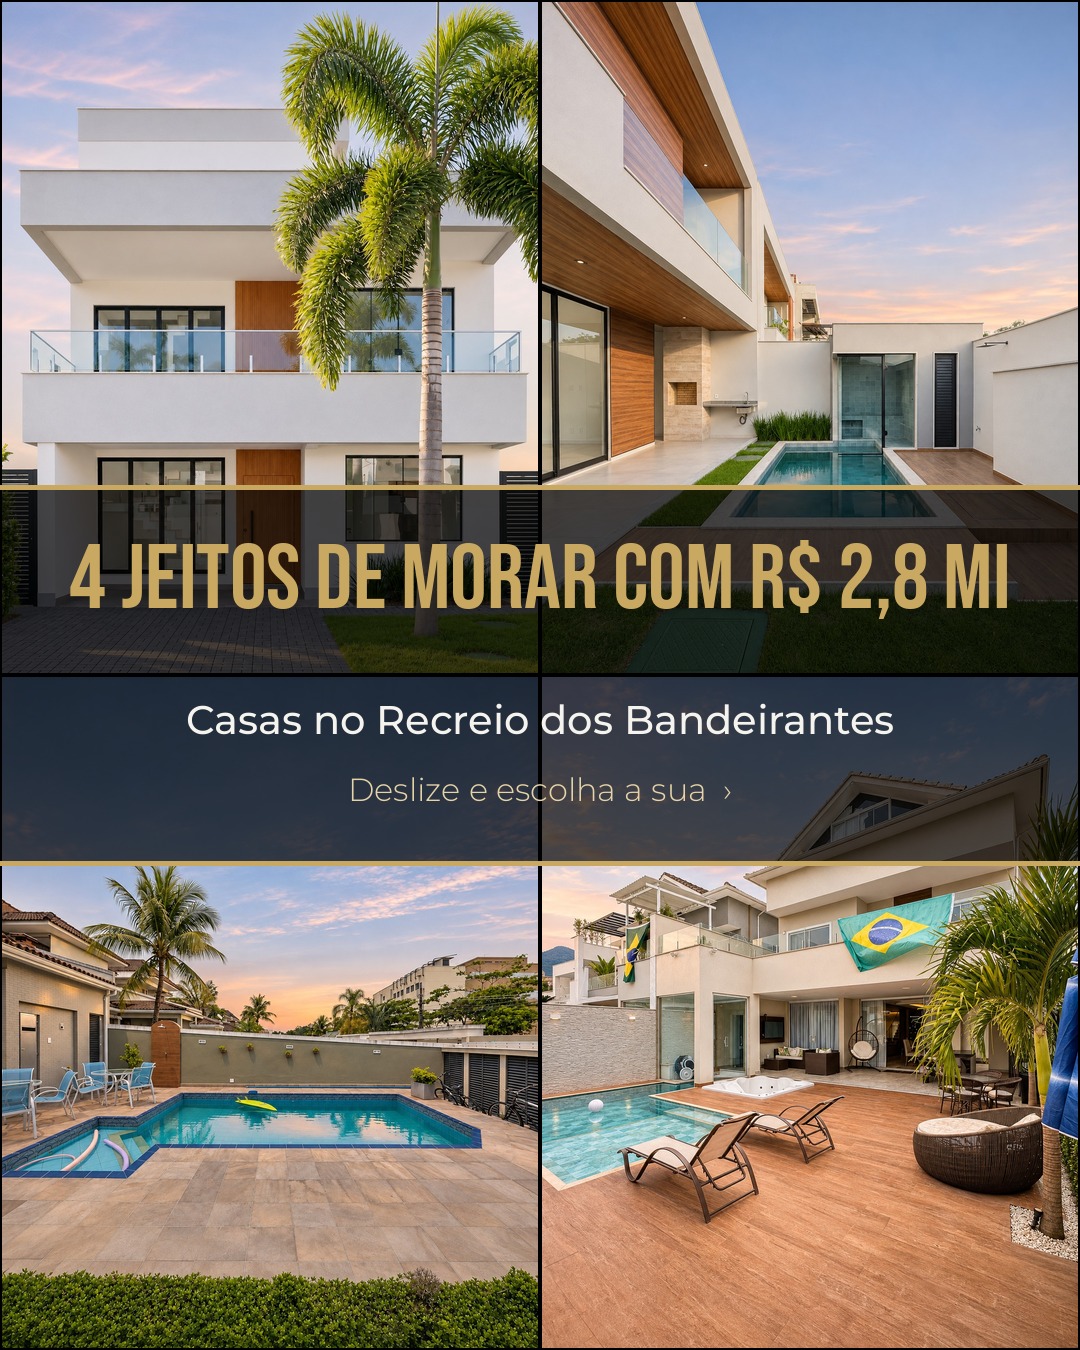 4 JEITOS DE MORAR COM R$ 2,8 MI
Casas no Recreio dos Bandeirantes
Deslize e escolha a sua ›